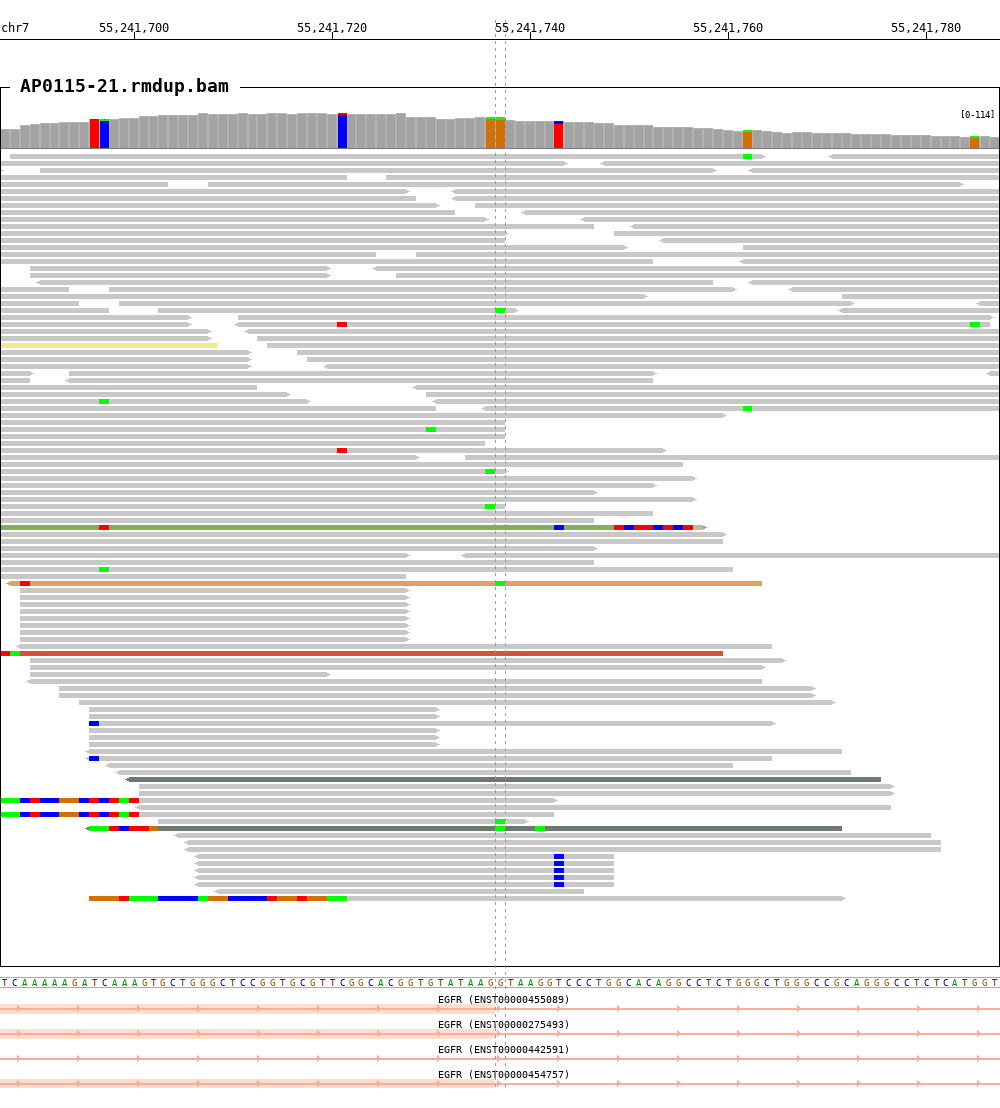 chr7 55,241,700 55,241,720 55,241,740 55,241,760 55,241,780
AP0115-21.rmdup.bam
[0-114]
T C A A A A A G A T C A A A G T G C T G G G C T C C G G T G C G T T C G G C A C G G T G T A T A A G G T A A G G T C C C T G G C A C A G G C C T C T G G G C T G G G C C G C A G G G C C T C T C A T G G T
EGFR (ENST00000455089)
EGFR (ENST00000275493)
EGFR (ENST00000442591)
EGFR (ENST00000454757)